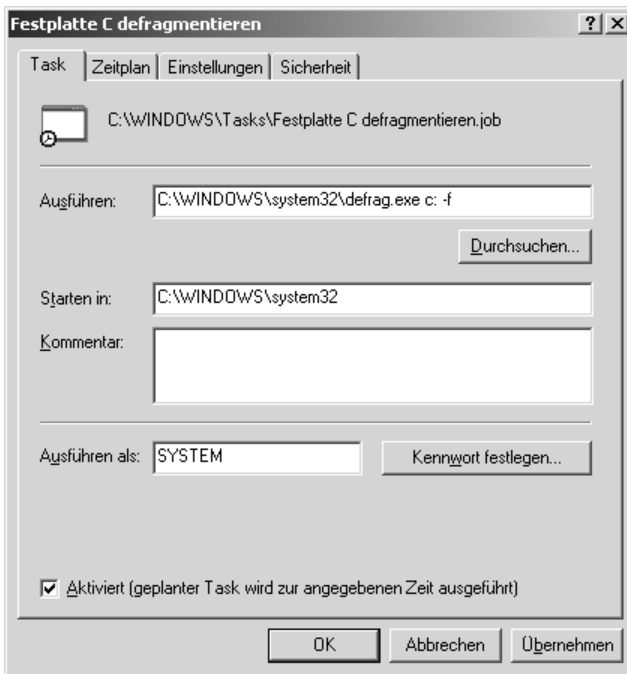 Festplatte C defragmentieren
Task Zeitplan Einstellungen Sicherheit
C:\WINDOWS\Tasks\Festplatte C defragmentieren.job
Ausführen: C:\WINDOWS\system32\defrag.exe c: -f
Durchsuchen...
Starten in: C:\WINDOWS\system32
Kommentar:
Ausführen als: SYSTEM Kennwort festlegen...
Aktiviert (geplanter Task wird zur angegebenen Zeit ausgeführt)
OK Abbrechen Übernehmen